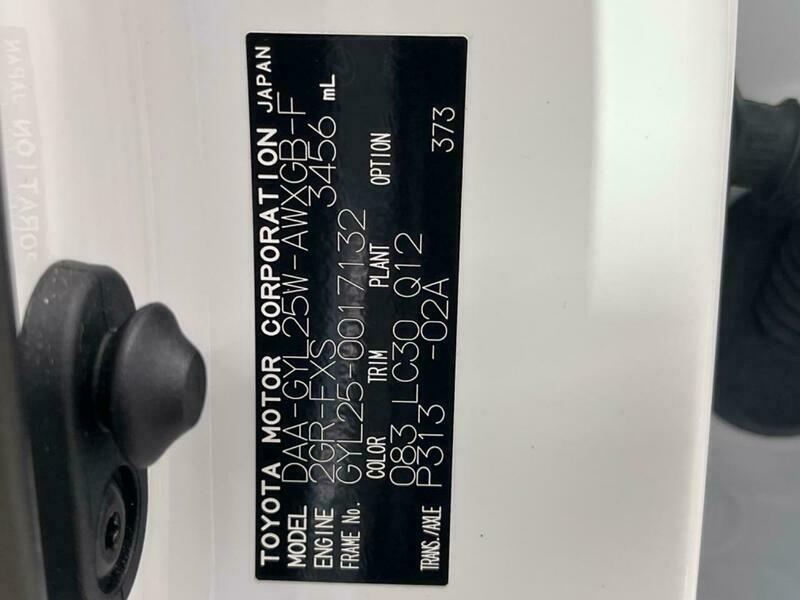 TOYOTA MOTOR CORPORATION JAPAN
MODEL DAA-GYL25W-AWXGB-F
ENGINE 2GR-FXS 3456 mL
FRAME No. GYL25-0017132
COLOR TRIM PLANT OPTION
083 LC30 Q12
TRANS./AXLE P313 -02A 373